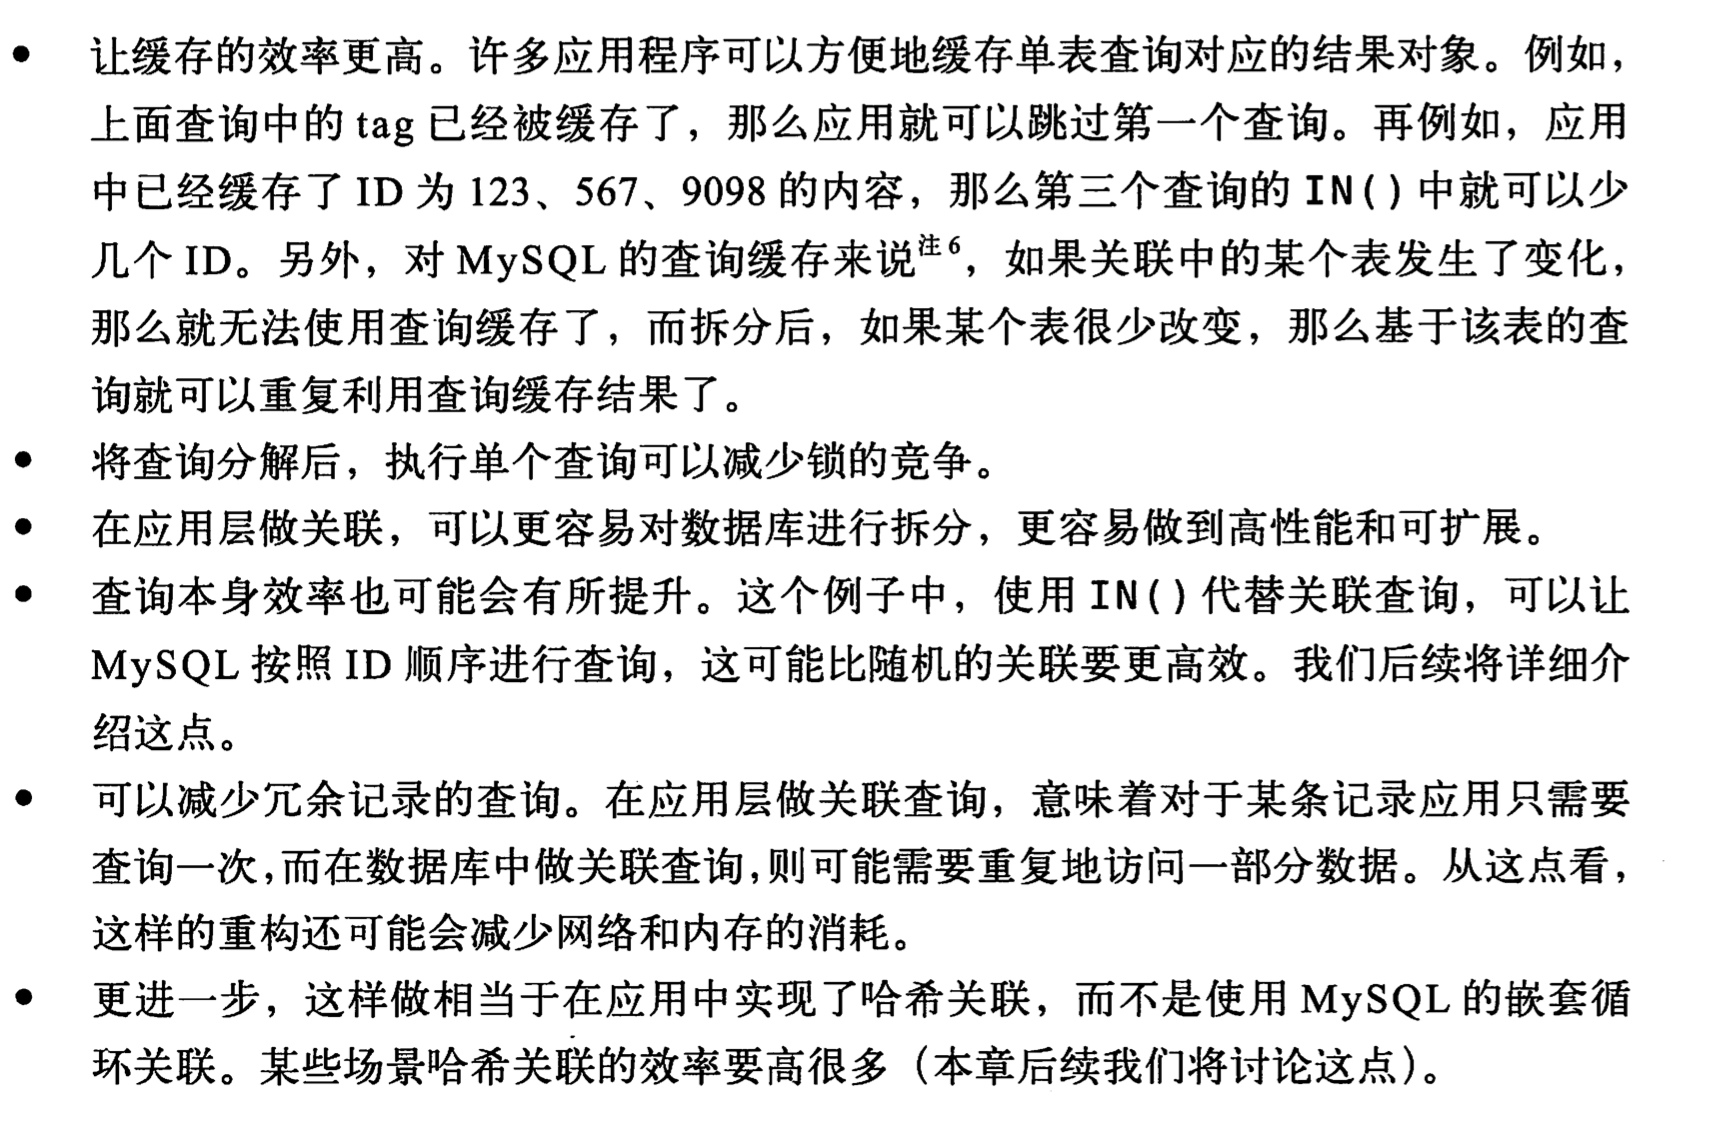 ● 让缓存的效率更高。许多应用程序可以方便地缓存单表查询对应的结果对象。例如，
上面查询中的 tag 已经被缓存了，那么应用就可以跳过第一个查询。再例如，应用
中已经缓存了 ID 为 123、567、9098 的内容，那么第三个查询的 IN() 中就可以少
几个 ID。另外，对 MySQL 的查询缓存来说注6，如果关联中的某个表发生了变化，
那么就无法使用查询缓存了，而拆分后，如果某个表很少改变，那么基于该表的查
询就可以重复利用查询缓存结果了。
● 将查询分解后，执行单个查询可以减少锁的竞争。
● 在应用层做关联，可以更容易对数据库进行拆分，更容易做到高性能和可扩展。
● 查询本身效率也可能会有所提升。这个例子中，使用 IN() 代替关联查询，可以让
MySQL 按照 ID 顺序进行查询，这可能比随机的关联要更高效。我们后续将详细介
绍这点。
● 可以减少冗余记录的查询。在应用层做关联查询，意味着对于某条记录应用只需要
查询一次，而在数据库中做关联查询，则可能需要重复地访问一部分数据。从这点看，
这样的重构还可能会减少网络和内存的消耗。
● 更进一步，这样做相当于在应用中实现了哈希关联，而不是使用 MySQL 的嵌套循
环关联。某些场景哈希关联的效率要高很多（本章后续我们将讨论这点）。